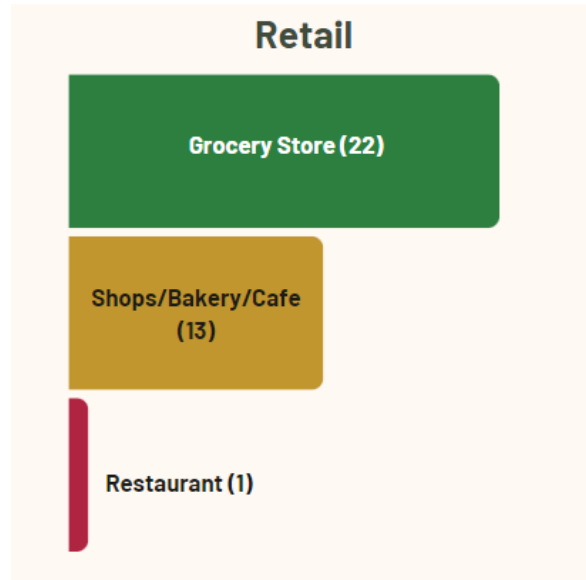 Retail
Grocery Store (22)
Shops/Bakery/Cafe
(13)
Restaurant (1)